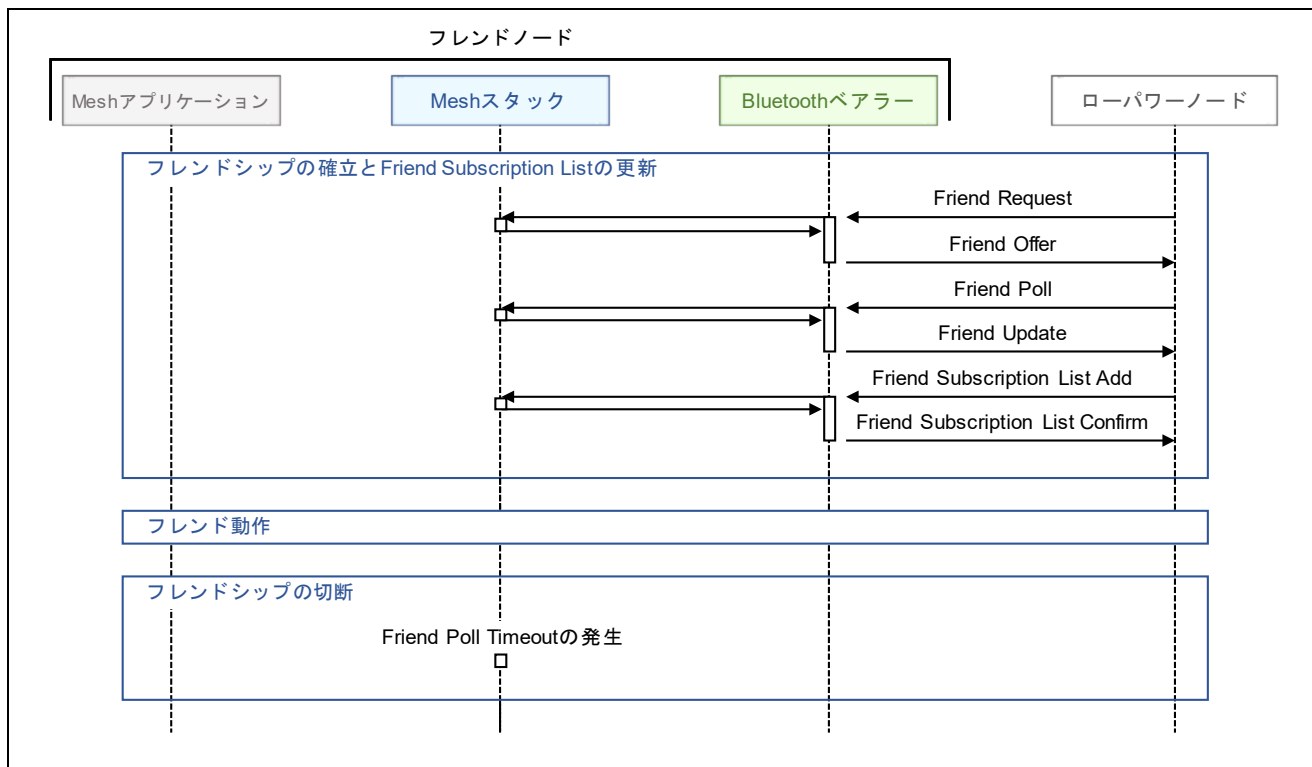 フレンドノード
Meshアプリケーション
Meshスタック
Bluetoothベアラー
ローパワーノード
フレンドシップの確立とFriend Subscription Listの更新
Friend Request
Friend Offer
Friend Poll
Friend Update
Friend Subscription List Add
Friend Subscription List Confirm
フレンド動作
フレンドシップの切断
Friend Poll Timeoutの発生